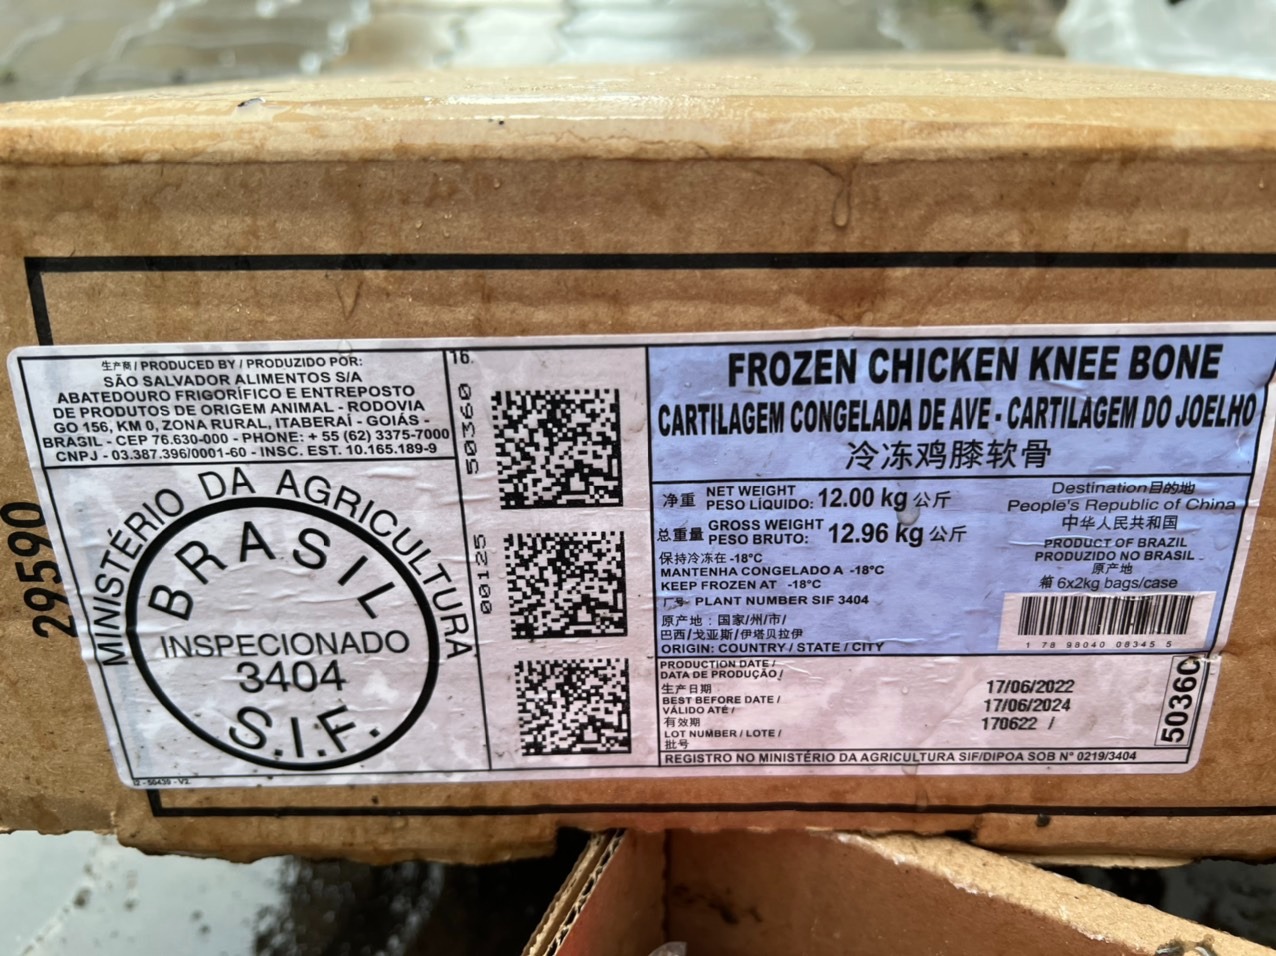 生产商 / PRODUCED BY / PRODUZIDO POR:
SÃO SALVADOR ALIMENTOS S/A
ABATEDOURO FRIGORÍFICO E ENTREPOSTO
DE PRODUTOS DE ORIGEM ANIMAL - RODOVIA
GO 156, KM 0, ZONA RURAL, ITABERAÍ - GOIÁS -
BRASIL - CEP 76.630-000 - PHONE: + 55 (62) 3375-7000
CNPJ - 03.387.396/0001-60 - INSC. EST. 10.165.189-9
MINISTÉRIO DA AGRICULTURA
BRASIL
INSPECIONADO
3404
S.I.F.
29590
16
50360
00125
FROZEN CHICKEN KNEE BONE
CARTILAGEM CONGELADA DE AVE - CARTILAGEM DO JOELHO
冷冻鸡膝软骨
净重 NET WEIGHT
PESO LÍQUIDO: 12.00 kg 公斤
总重量 GROSS WEIGHT
PESO BRUTO: 12.96 kg 公斤
保持冷冻在 -18°C
MANTENHA CONGELADO A -18°C
KEEP FROZEN AT -18°C
厂号 PLANT NUMBER SIF 3404
原产地：国家/州/市/
巴西/戈亚斯/伊塔贝拉伊
ORIGIN: COUNTRY / STATE / CITY
Destination 目的地
People's Republic of China
中华人民共和国
PRODUCT OF BRAZIL
PRODUZIDO NO BRASIL
原产地
箱 6x2kg bags/case
1 78 98040 08345 5
PRODUCTION DATE /
DATA DE PRODUÇÃO /
生产日期
17/06/2022
BEST BEFORE DATE /
VÁLIDO ATÉ /
有效期
17/06/2024
LOT NUMBER / LOTE /
批号
170622 /
5036C
REGISTRO NO MINISTÉRIO DA AGRICULTURA SIF/DIPOA SOB N° 0219/3404